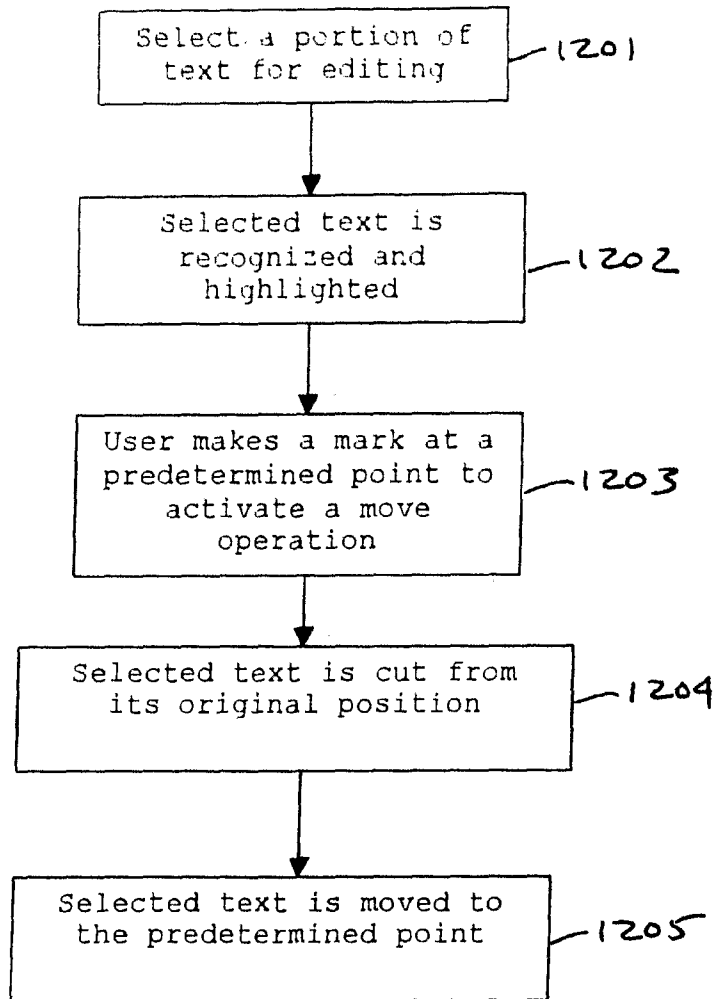 Select a portion of
text for editing
1201
Selected text is
recognized and
highlighted
1202
User makes a mark at a
predetermined point to
activate a move
operation
1203
Selected text is cut from
its original position
1204
Selected text is moved to
the predetermined point
1205